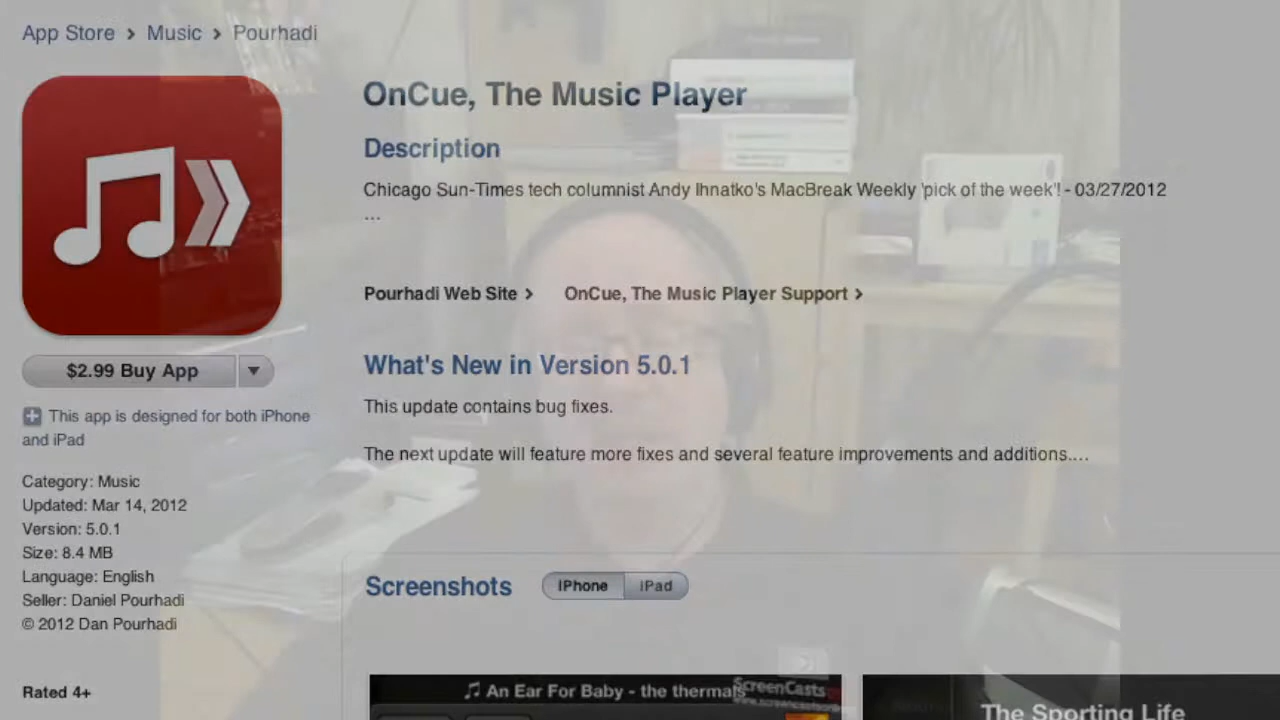 App Store › Music › Pourhadi
OnCue, The Music Player
Description
Chicago Sun-Times tech columnist Andy Ihnatko's MacBreak Weekly 'pick of the week'! - 03/27/2012
...
Pourhadi Web Site › OnCue, The Music Player Support ›
$2.99 Buy App
What's New in Version 5.0.1
This update contains bug fixes.
The next update will feature more fixes and several feature improvements and additions....
This app is designed for both iPhone
and iPad
Category: Music
Updated: Mar 14, 2012
Version: 5.0.1
Size: 8.4 MB
Language: English
Seller: Daniel Pourhadi
© 2012 Dan Pourhadi
Rated 4+
Screenshots iPhone iPad
An Ear For Baby - the thermals
ScreenCasts
The Sporting Life